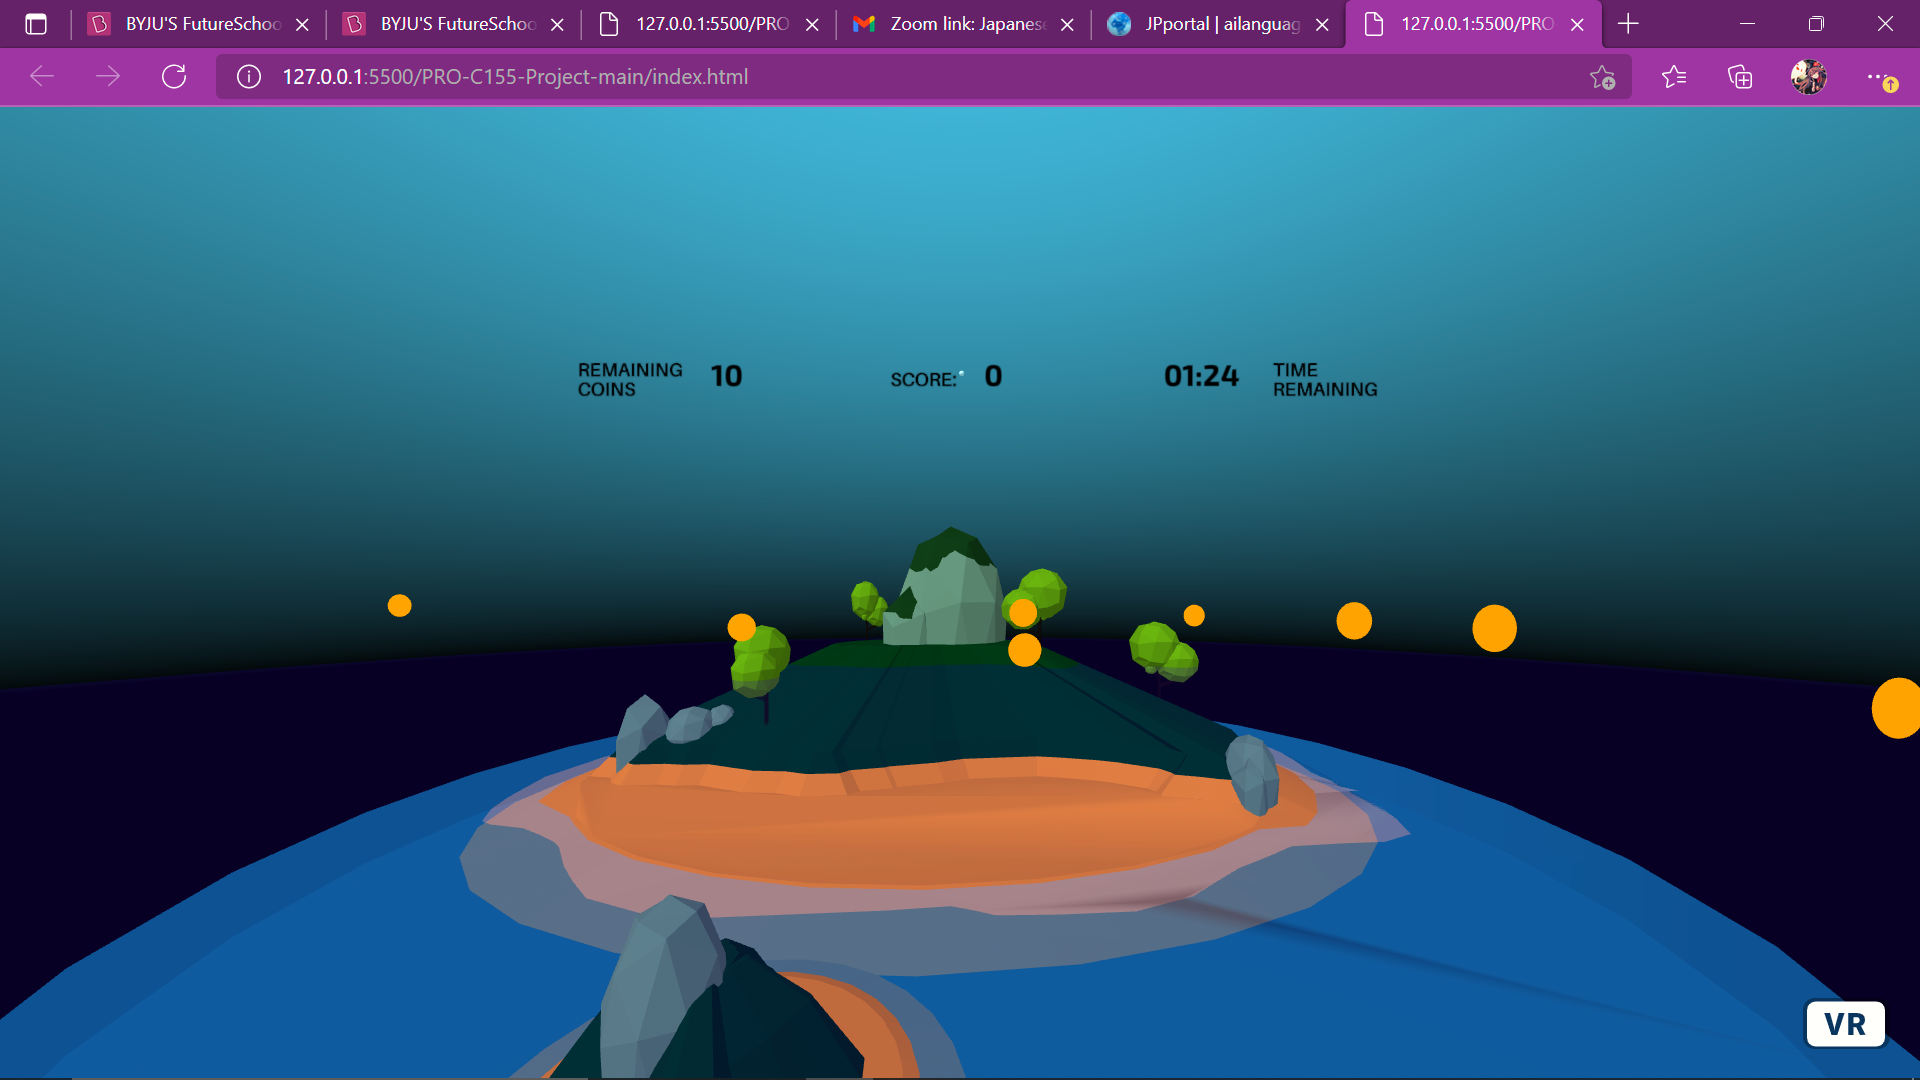 BYJU'S FutureSchoo
BYJU'S FutureSchoo
127.0.0.1:5500/PRO
Zoom link: Japanes
JPportal | ailanguag
127.0.0.1:5500/PRO
127.0.0.1:5500/PRO-C155-Project-main/index.html
REMAINING
COINS
10
SCORE:
0
01:24
TIME
REMAINING
VR